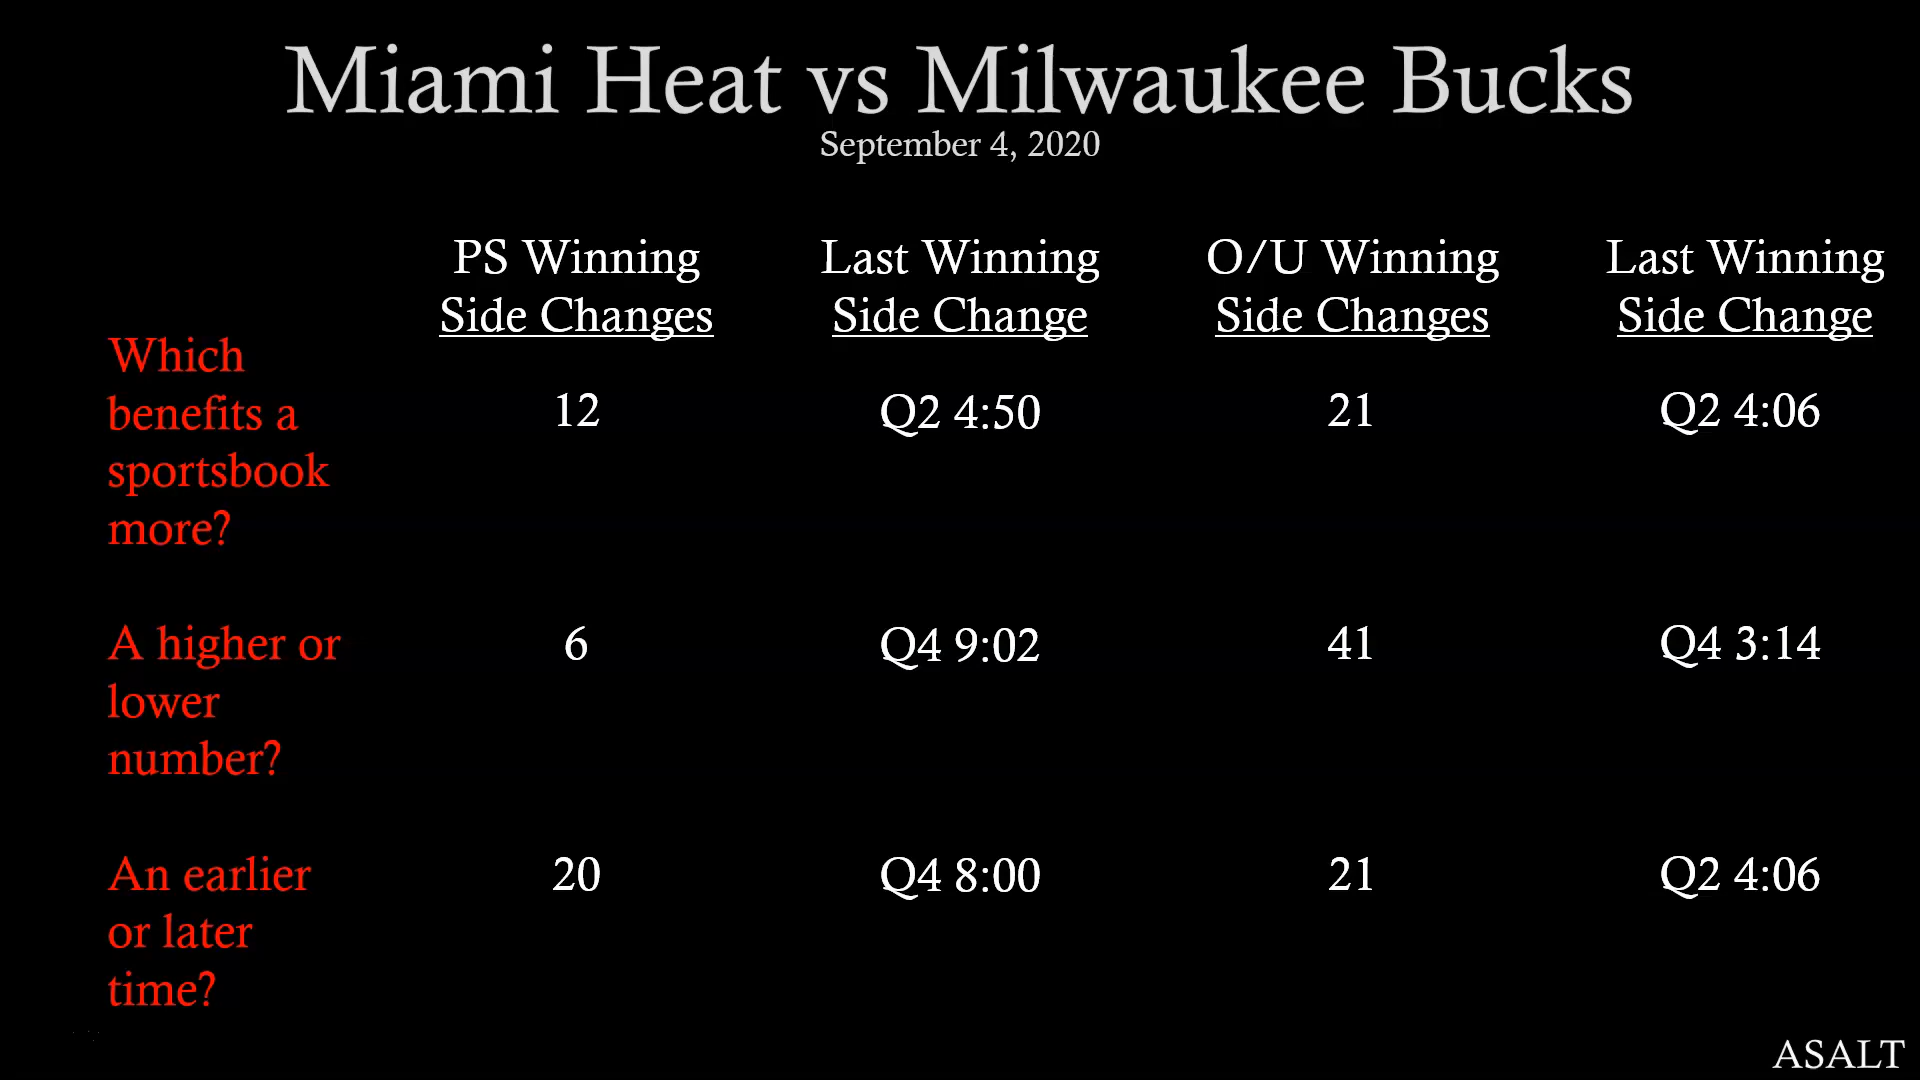 Miami Heat vs Milwaukee Bucks
September 4, 2020
PS Winning Last Winning O/U Winning Last Winning
Side Changes Side Change Side Changes Side Change
Which
benefits a 12 Q2 4:50 21 Q2 4:06
sportsbook
more?
A higher or 6 Q4 9:02 41 Q4 3:14
lower
number?
An earlier 20 Q4 8:00 21 Q2 4:06
or later
time?
ASALT